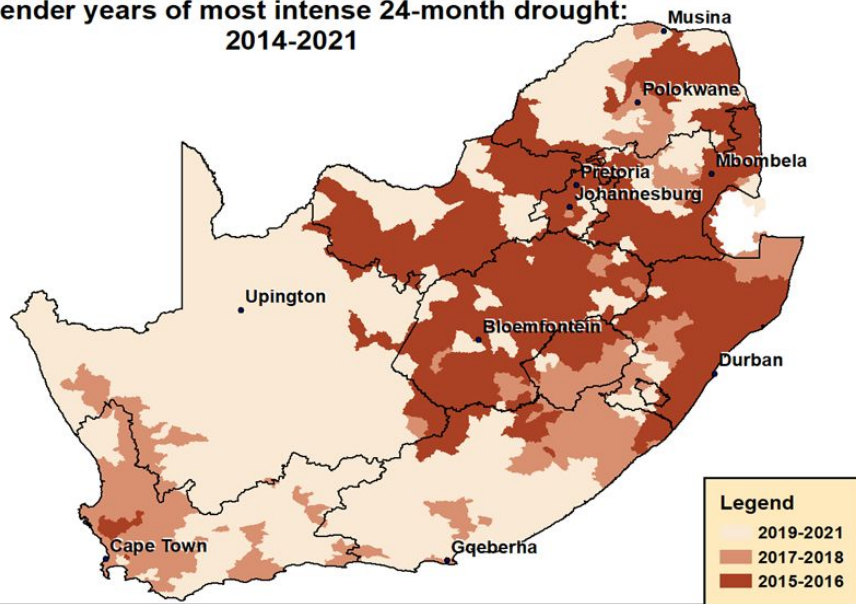 ender years of most intense 24-month drought:
2014-2021
Musina
Polokwane
Mbombela
Pretoria
Johannesburg
Upington
Bloemfontein
Durban
Cape Town
Gqeberha
Legend
2019-2021
2017-2018
2015-2016